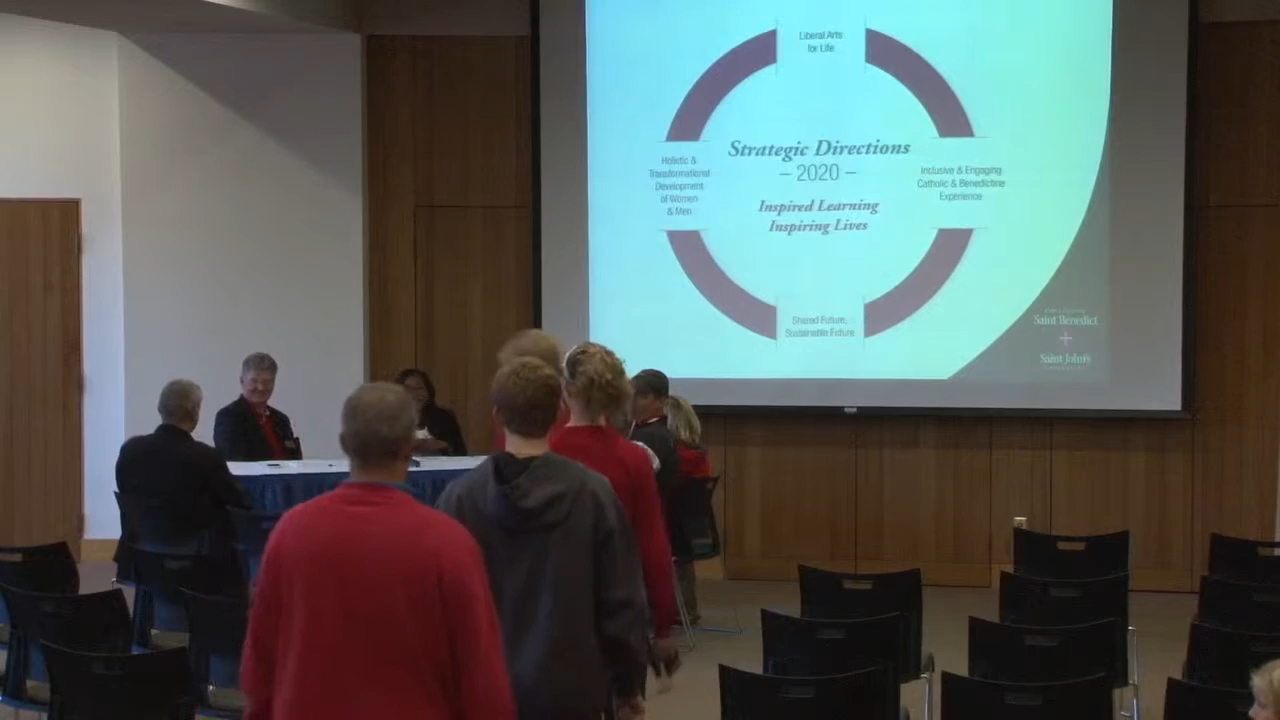 Liberal Arts
for Life
Strategic Directions
– 2020 –
Inspired Learning
Inspiring Lives
Holistic &
Transformational
Development
of Women
& Men
Inclusive & Engaging
Catholic & Benedictine
Experience
Shared Future,
Sustainable Future
Saint Benedict
+
Saint John's